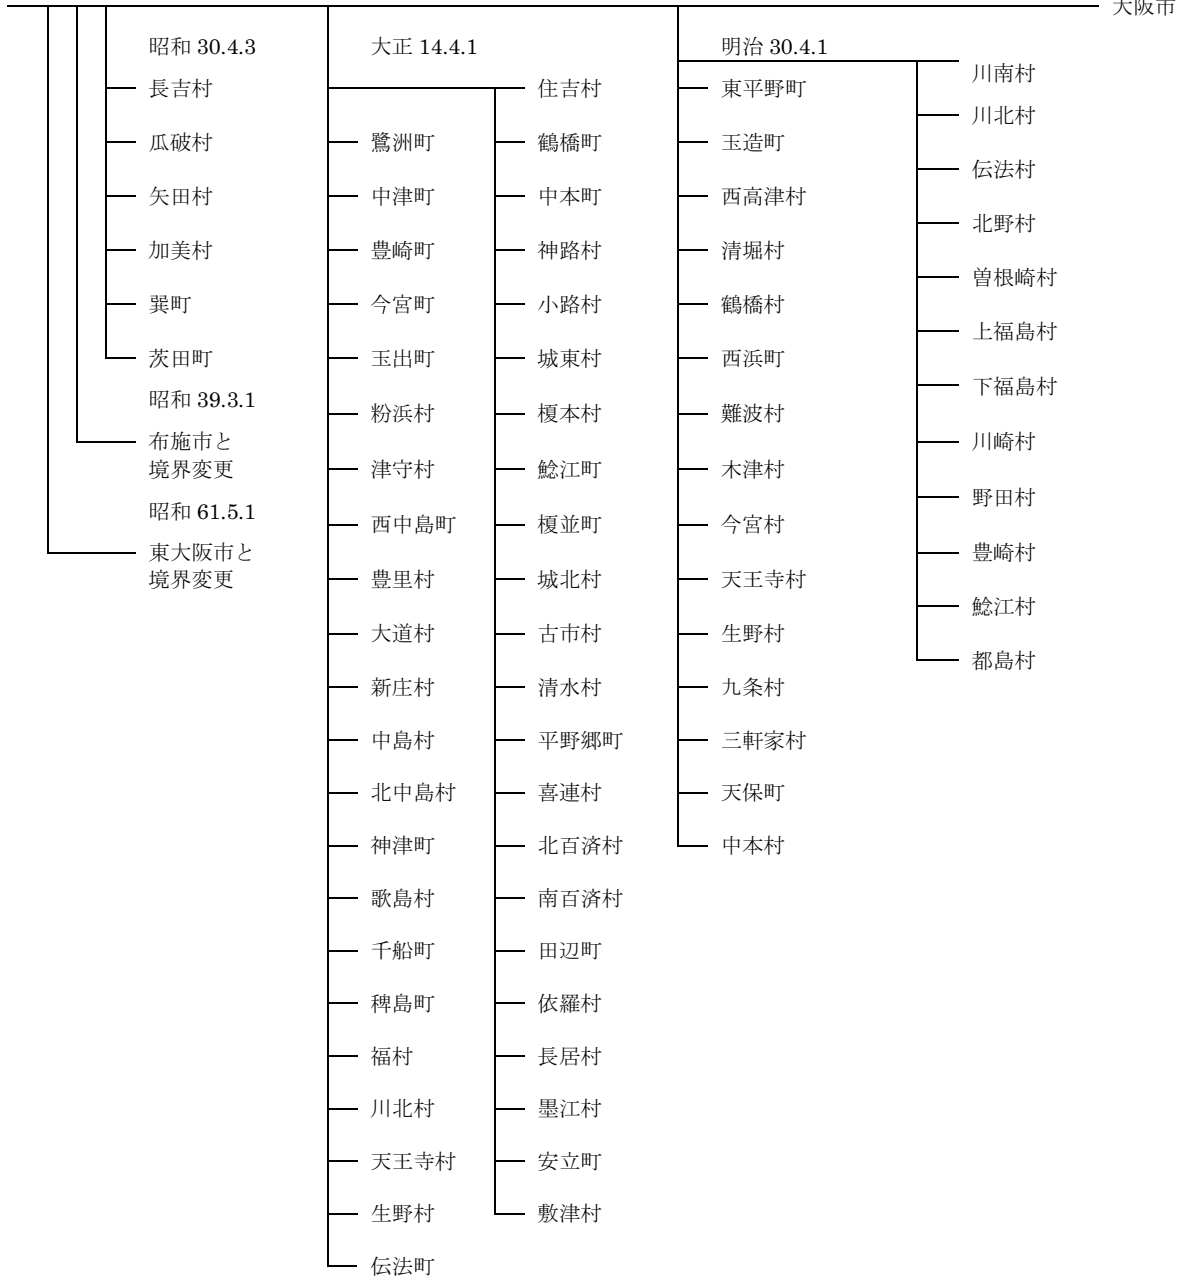 大阪市
昭和 30.4.3
長吉村
瓜破村
矢田村
加美村
巽町
茨田町
昭和 39.3.1
布施市と
境界変更
昭和 61.5.1
東大阪市と
境界変更
大正 14.4.1
鷺洲町
中津町
豊崎町
今宮町
玉出町
粉浜村
津守村
西中島町
豊里村
大道村
新庄村
中島村
北中島村
神津町
歌島村
千船町
稗島町
福村
川北村
天王寺村
生野村
伝法町
住吉村
鶴橋町
中本町
神路村
小路村
城東村
榎本村
鯰江町
榎並町
城北村
古市村
清水村
平野郷町
喜連村
北百済村
南百済村
田辺町
依羅村
長居村
墨江村
安立町
敷津村
明治 30.4.1
東平野町
玉造町
西高津村
清堀村
鶴橋村
西浜町
難波村
木津村
今宮村
天王寺村
生野村
九条村
三軒家村
天保町
中本村
川南村
川北村
伝法村
北野村
曽根崎村
上福島村
下福島村
川崎村
野田村
豊崎村
鯰江村
都島村